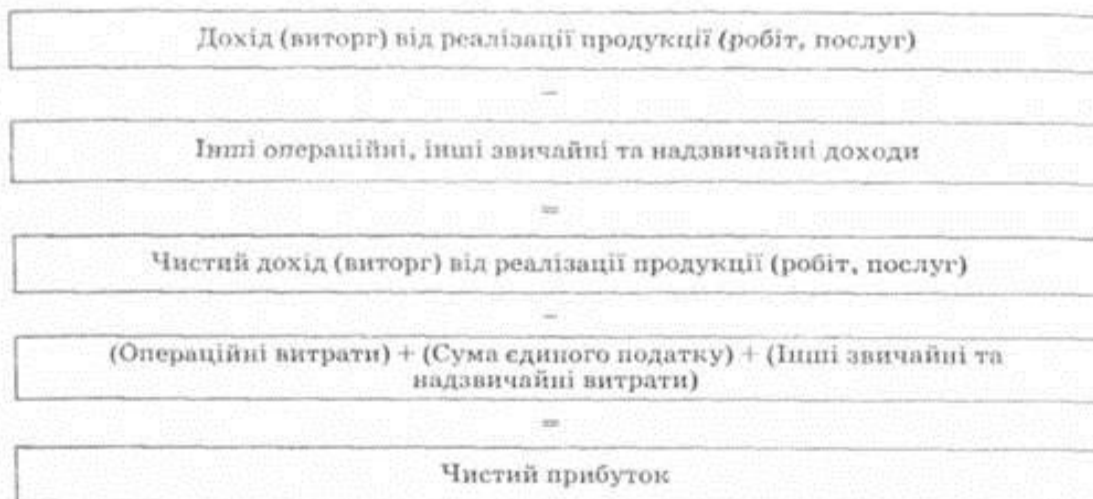 Дохід (виторг) від реалізації продукції (робіт, послуг)
–
Інші операційні, інші звичайні та надзвичайні доходи
=
Чистий дохід (виторг) від реалізації продукції (робіт, послуг)
–
(Операційні витрати) + (Сума єдиного податку) + (Інші звичайні та
надзвичайні витрати)
=
Чистий прибуток